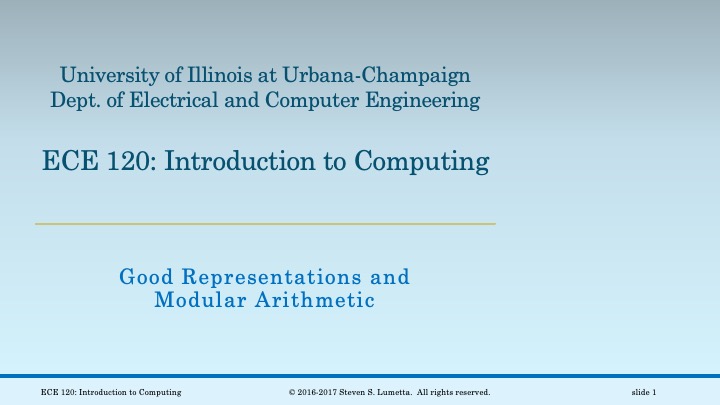 University of Illinois at Urbana-Champaign
Dept. of Electrical and Computer Engineering
ECE 120: Introduction to Computing
Good Representations and
Modular Arithmetic
ECE 120: Introduction to Computing
© 2016-2017 Steven S. Lumetta.  All rights reserved.
slide 1